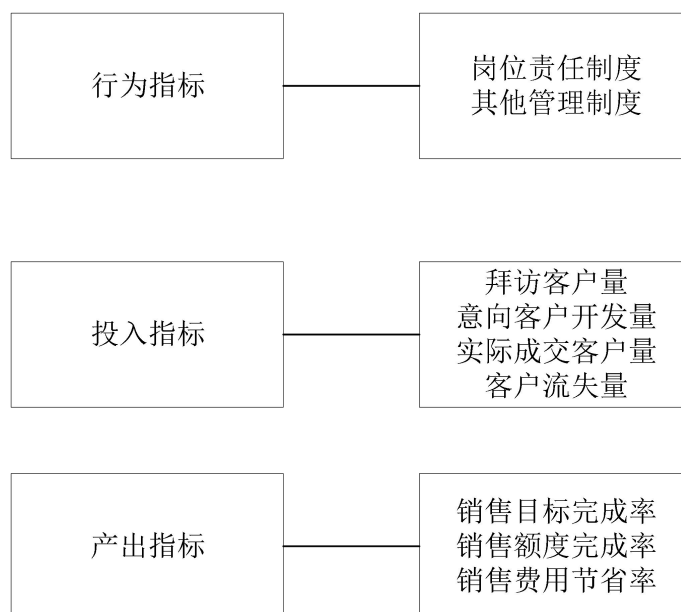 行为指标
岗位责任制度
其他管理制度
投入指标
拜访客户量
意向客户开发量
实际成交客户量
客户流失量
产出指标
销售目标完成率
销售额度完成率
销售费用节省率